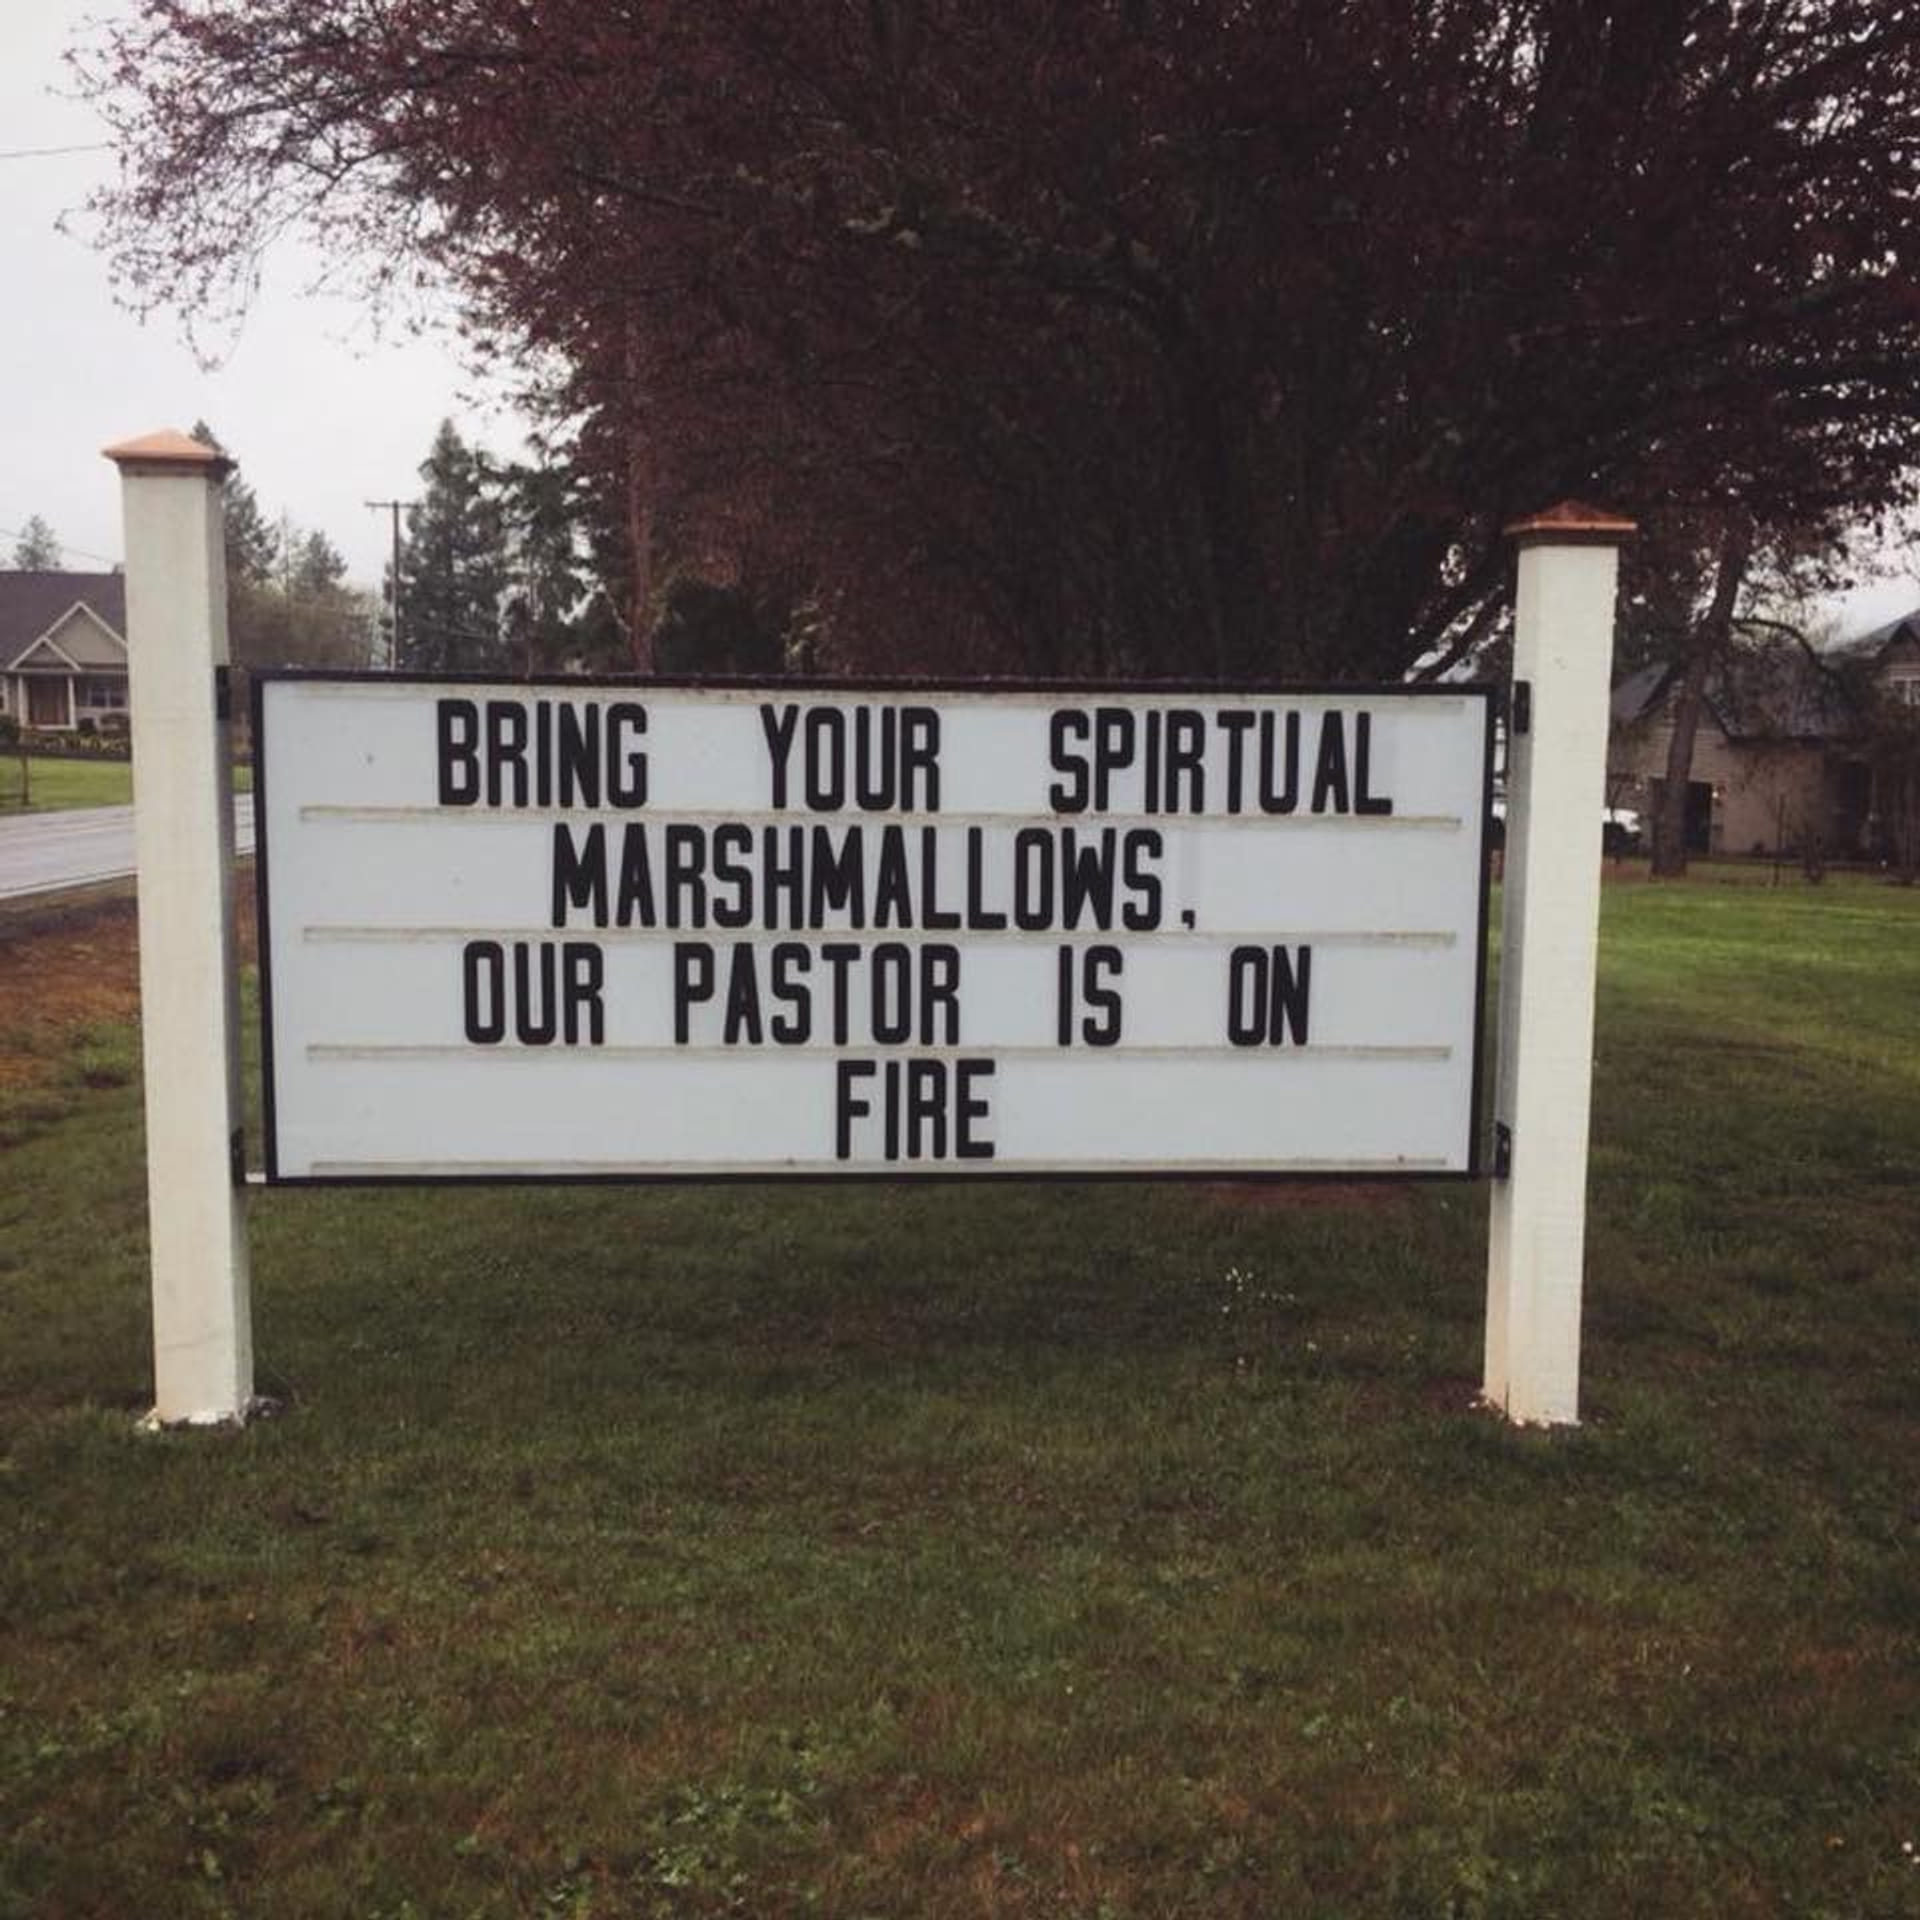 BRING YOUR SPIRTUAL
MARSHMALLOWS,
OUR PASTOR IS ON
FIRE